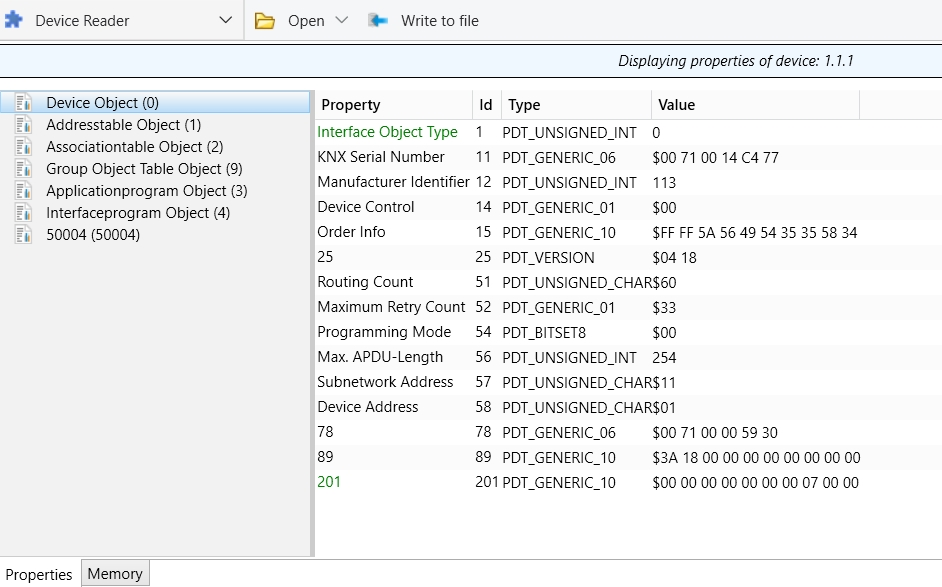 Device Reader Open Write to file
Displaying properties of device: 1.1.1
Device Object (0)
Addresstable Object (1)
Associationtable Object (2)
Group Object Table Object (9)
Applicationprogram Object (3)
Interfaceprogram Object (4)
50004 (50004)
Property Id Type Value
Interface Object Type 1 PDT_UNSIGNED_INT 0
KNX Serial Number 11 PDT_GENERIC_06 $00 71 00 14 C4 77
Manufacturer Identifier 12 PDT_UNSIGNED_INT 113
Device Control 14 PDT_GENERIC_01 $00
Order Info 15 PDT_GENERIC_10 $FF FF 5A 56 49 54 35 35 58 34
25 25 PDT_VERSION $04 18
Routing Count 51 PDT_UNSIGNED_CHAR $60
Maximum Retry Count 52 PDT_GENERIC_01 $33
Programming Mode 54 PDT_BITSET8 $00
Max. APDU-Length 56 PDT_UNSIGNED_INT 254
Subnetwork Address 57 PDT_UNSIGNED_CHAR $11
Device Address 58 PDT_UNSIGNED_CHAR $01
78 78 PDT_GENERIC_06 $00 71 00 00 59 30
89 89 PDT_GENERIC_10 $3A 18 00 00 00 00 00 00 00 00
201 201 PDT_GENERIC_10 $00 00 00 00 00 00 00 07 00 00
Properties Memory